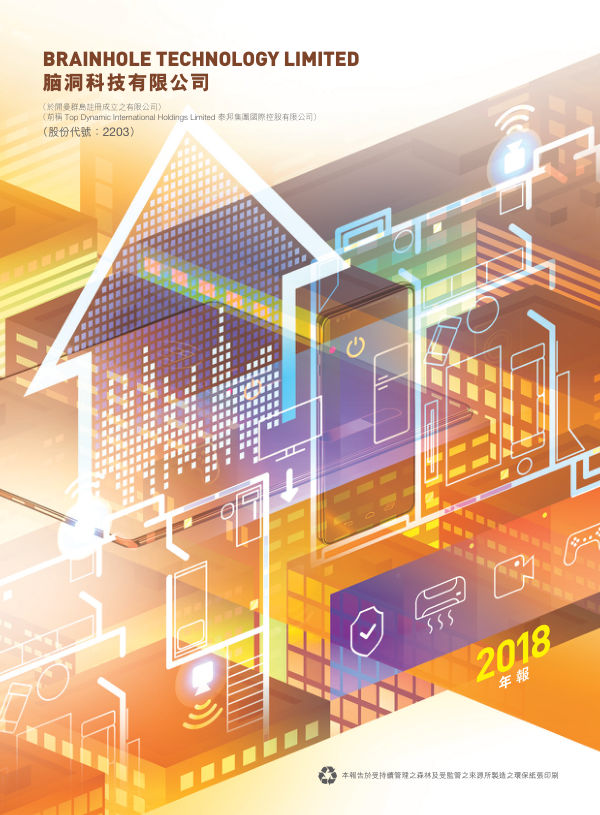 BRAINHOLE TECHNOLOGY LIMITED
脑洞科技有限公司
（於開曼群島註冊成立之有限公司）
（前稱 Top Dynamic International Holdings Limited 泰邦集團國際控股有限公司）
（股份代號：2203）
2018
年報
本報告於受持續管理之森林及受監管之來源所製造之環保紙張印刷